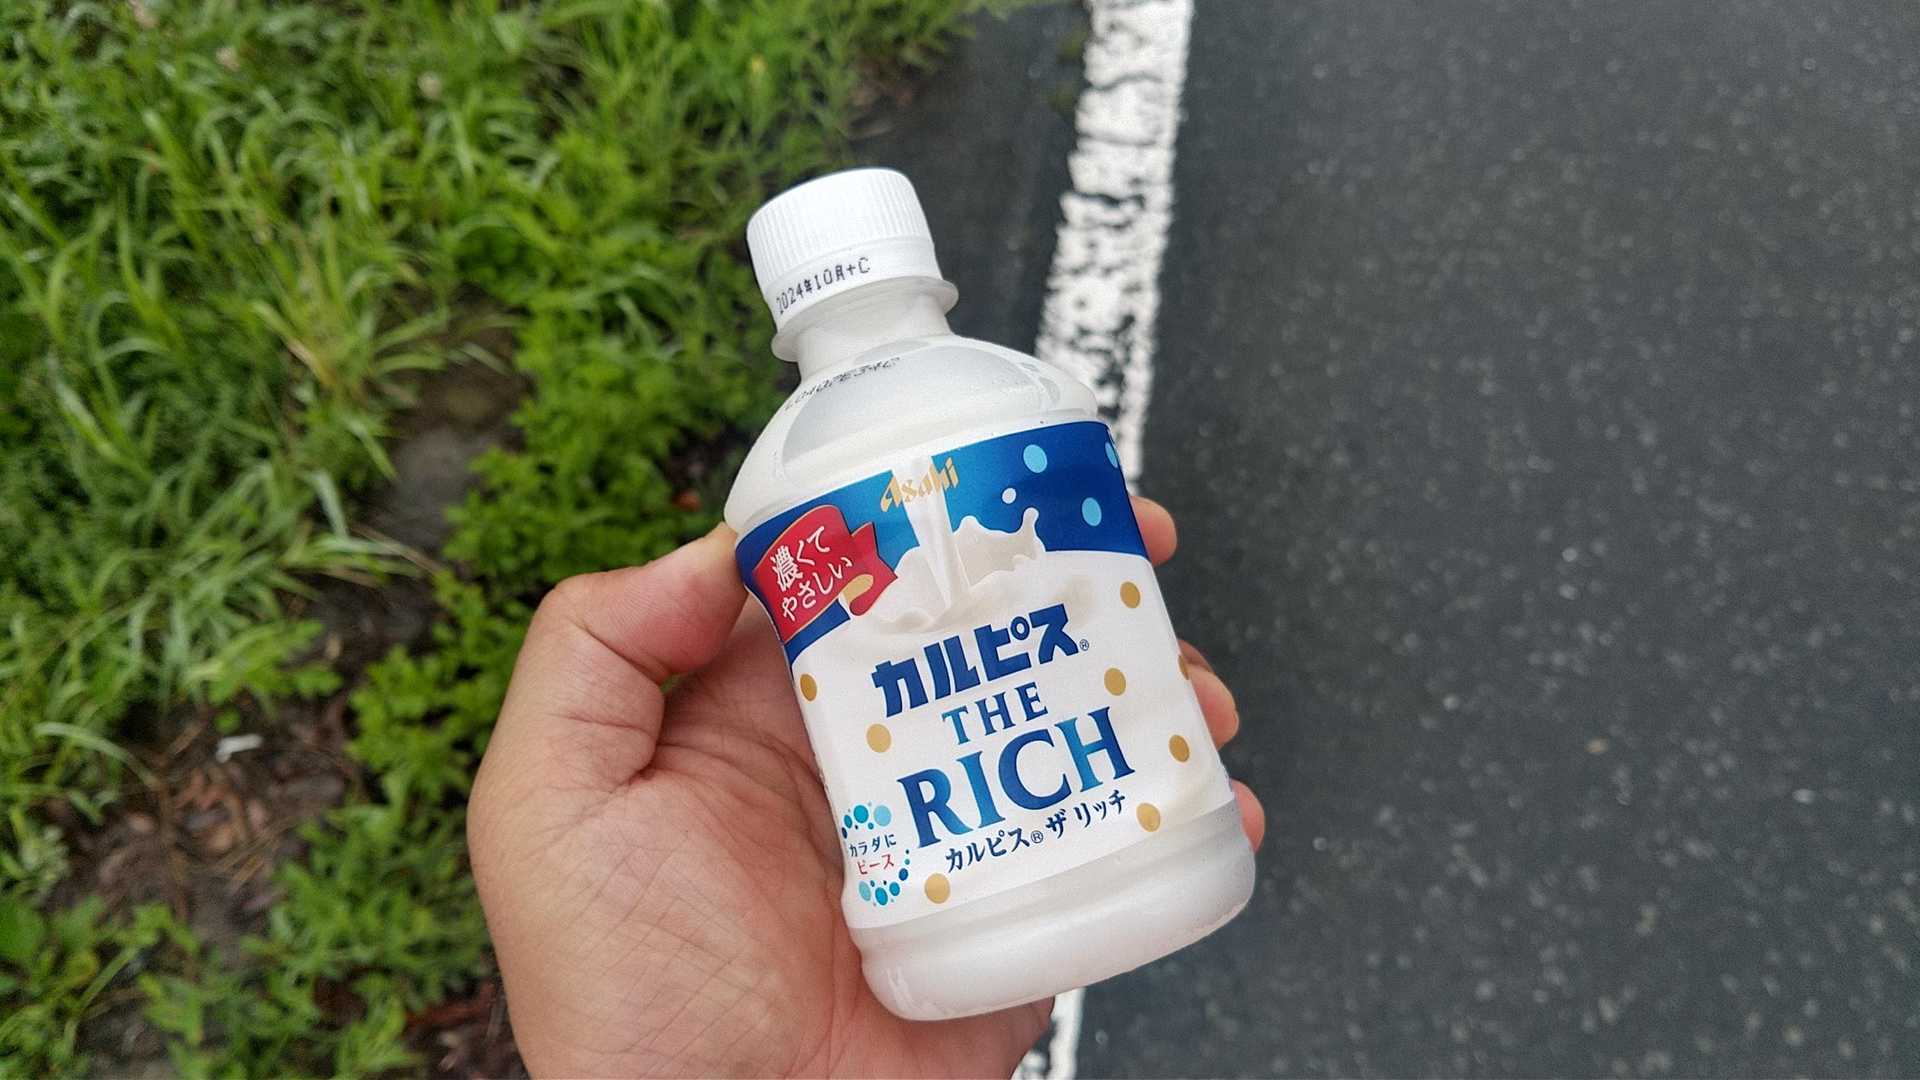 2024年10月+C
Asahi
濃くて
やさしい
カルピス®
THE
RICH
カルピス® ザ リッチ
カラダに
ピース